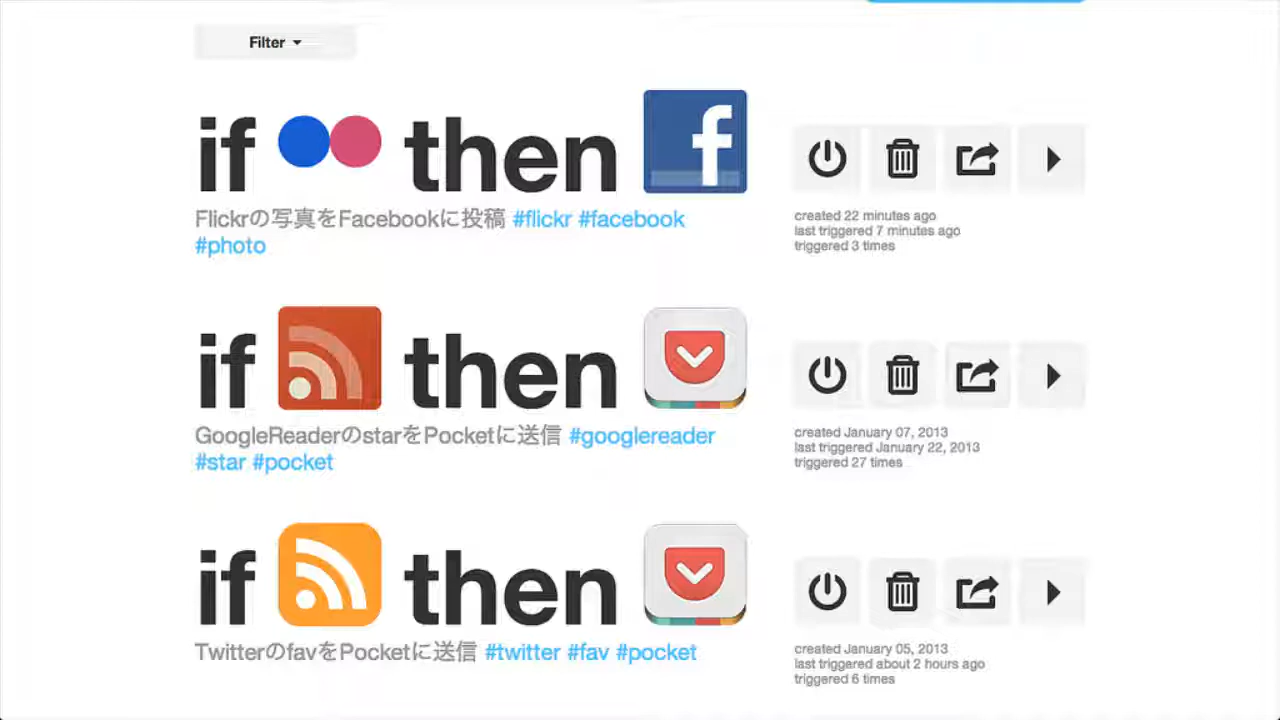 Filter
if then
Flickrの写真をFacebookに投稿 #flickr #facebook
#photo
created 22 minutes ago
last triggered 7 minutes ago
triggered 3 times
if then
GoogleReaderのstarをPocketに送信 #googlereader
#star #pocket
created January 07, 2013
last triggered January 22, 2013
triggered 27 times
if then
TwitterのfavをPocketに送信 #twitter #fav #pocket
created January 05, 2013
last triggered about 2 hours ago
triggered 6 times